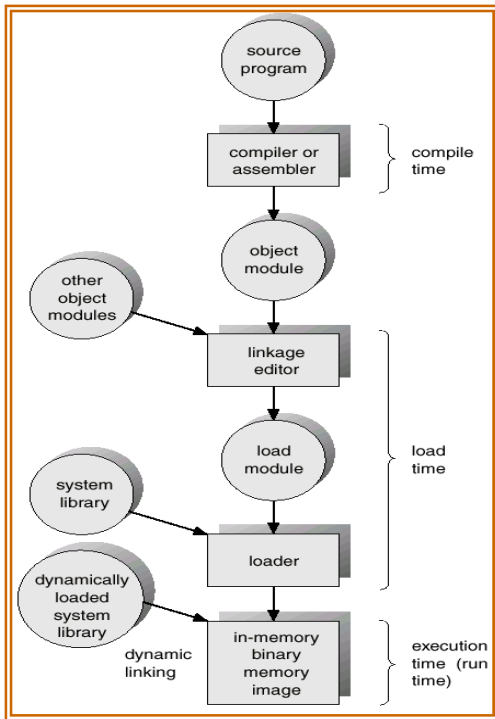 source
program
compiler or
assembler
compile
time
object
module
other
object
modules
linkage
editor
load
module
load
time
system
library
loader
dynamically
loaded
system
library
dynamic
linking
in-memory
binary
memory
image
execution
time (run
time)